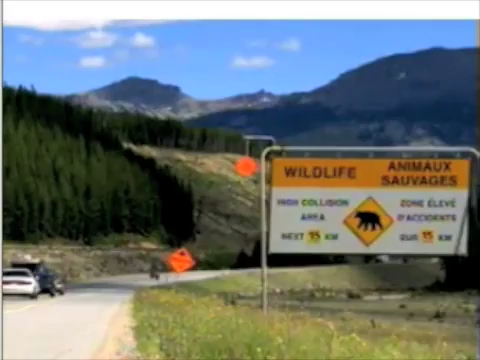 WILDLIFE
ANIMAUX
SAUVAGES
HIGH COLLISION
AREA
NEXT 15 KM
ZONE ÉLEVÉ
D'ACCIDENTS
SUR 15 KM